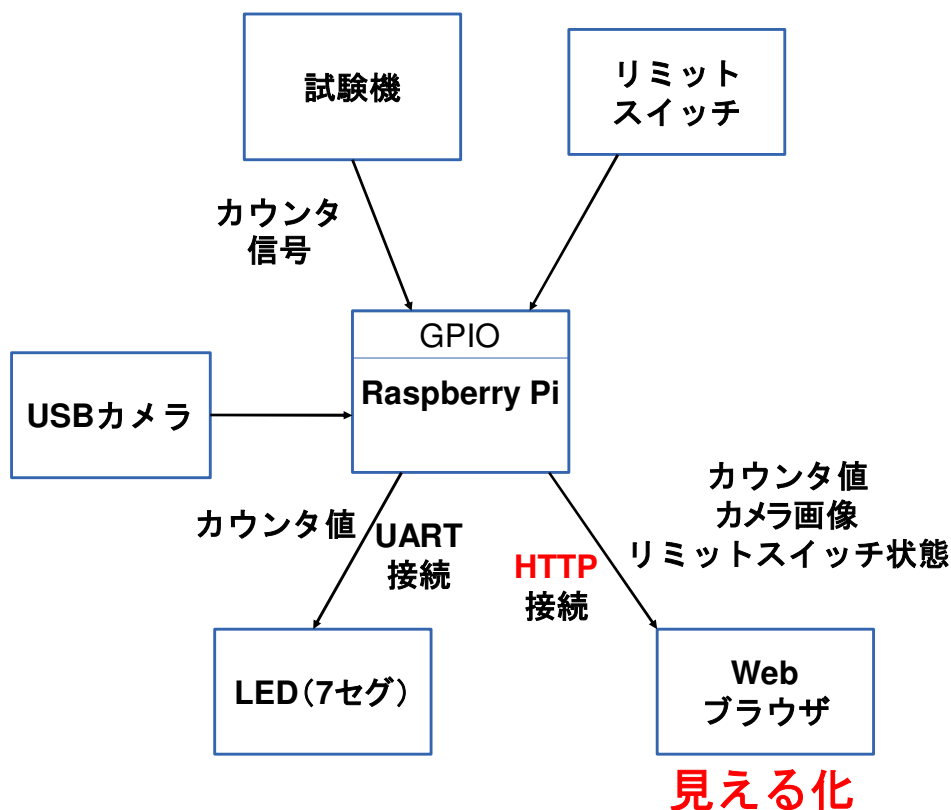 試験機
リミット
スイッチ
カウンタ
信号
GPIO
Raspberry Pi
USBカメラ
カウンタ値
UART
接続
HTTP
接続
カウンタ値
カメラ画像
リミットスイッチ状態
LED(7セグ)
Web
ブラウザ
見える化